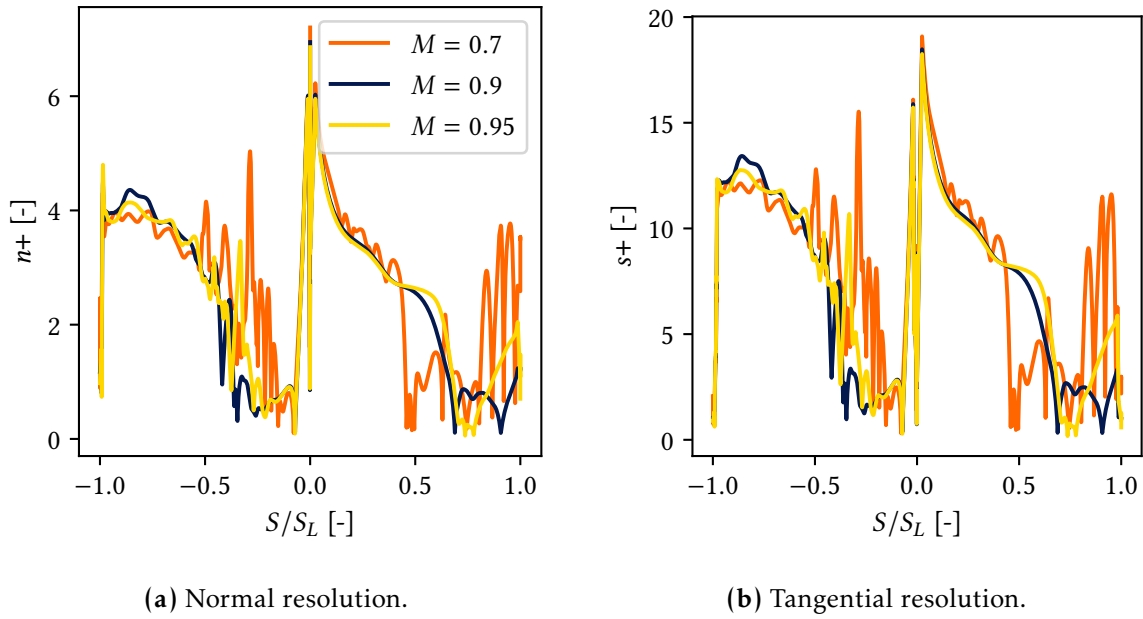 n+ [-]
6
4
2
0
M = 0.7
M = 0.9
M = 0.95
−1.0 −0.5 0.0 0.5 1.0
S/S_L [-]
(a) Normal resolution.
s+ [-]
20
15
10
5
0
−1.0 −0.5 0.0 0.5 1.0
S/S_L [-]
(b) Tangential resolution.